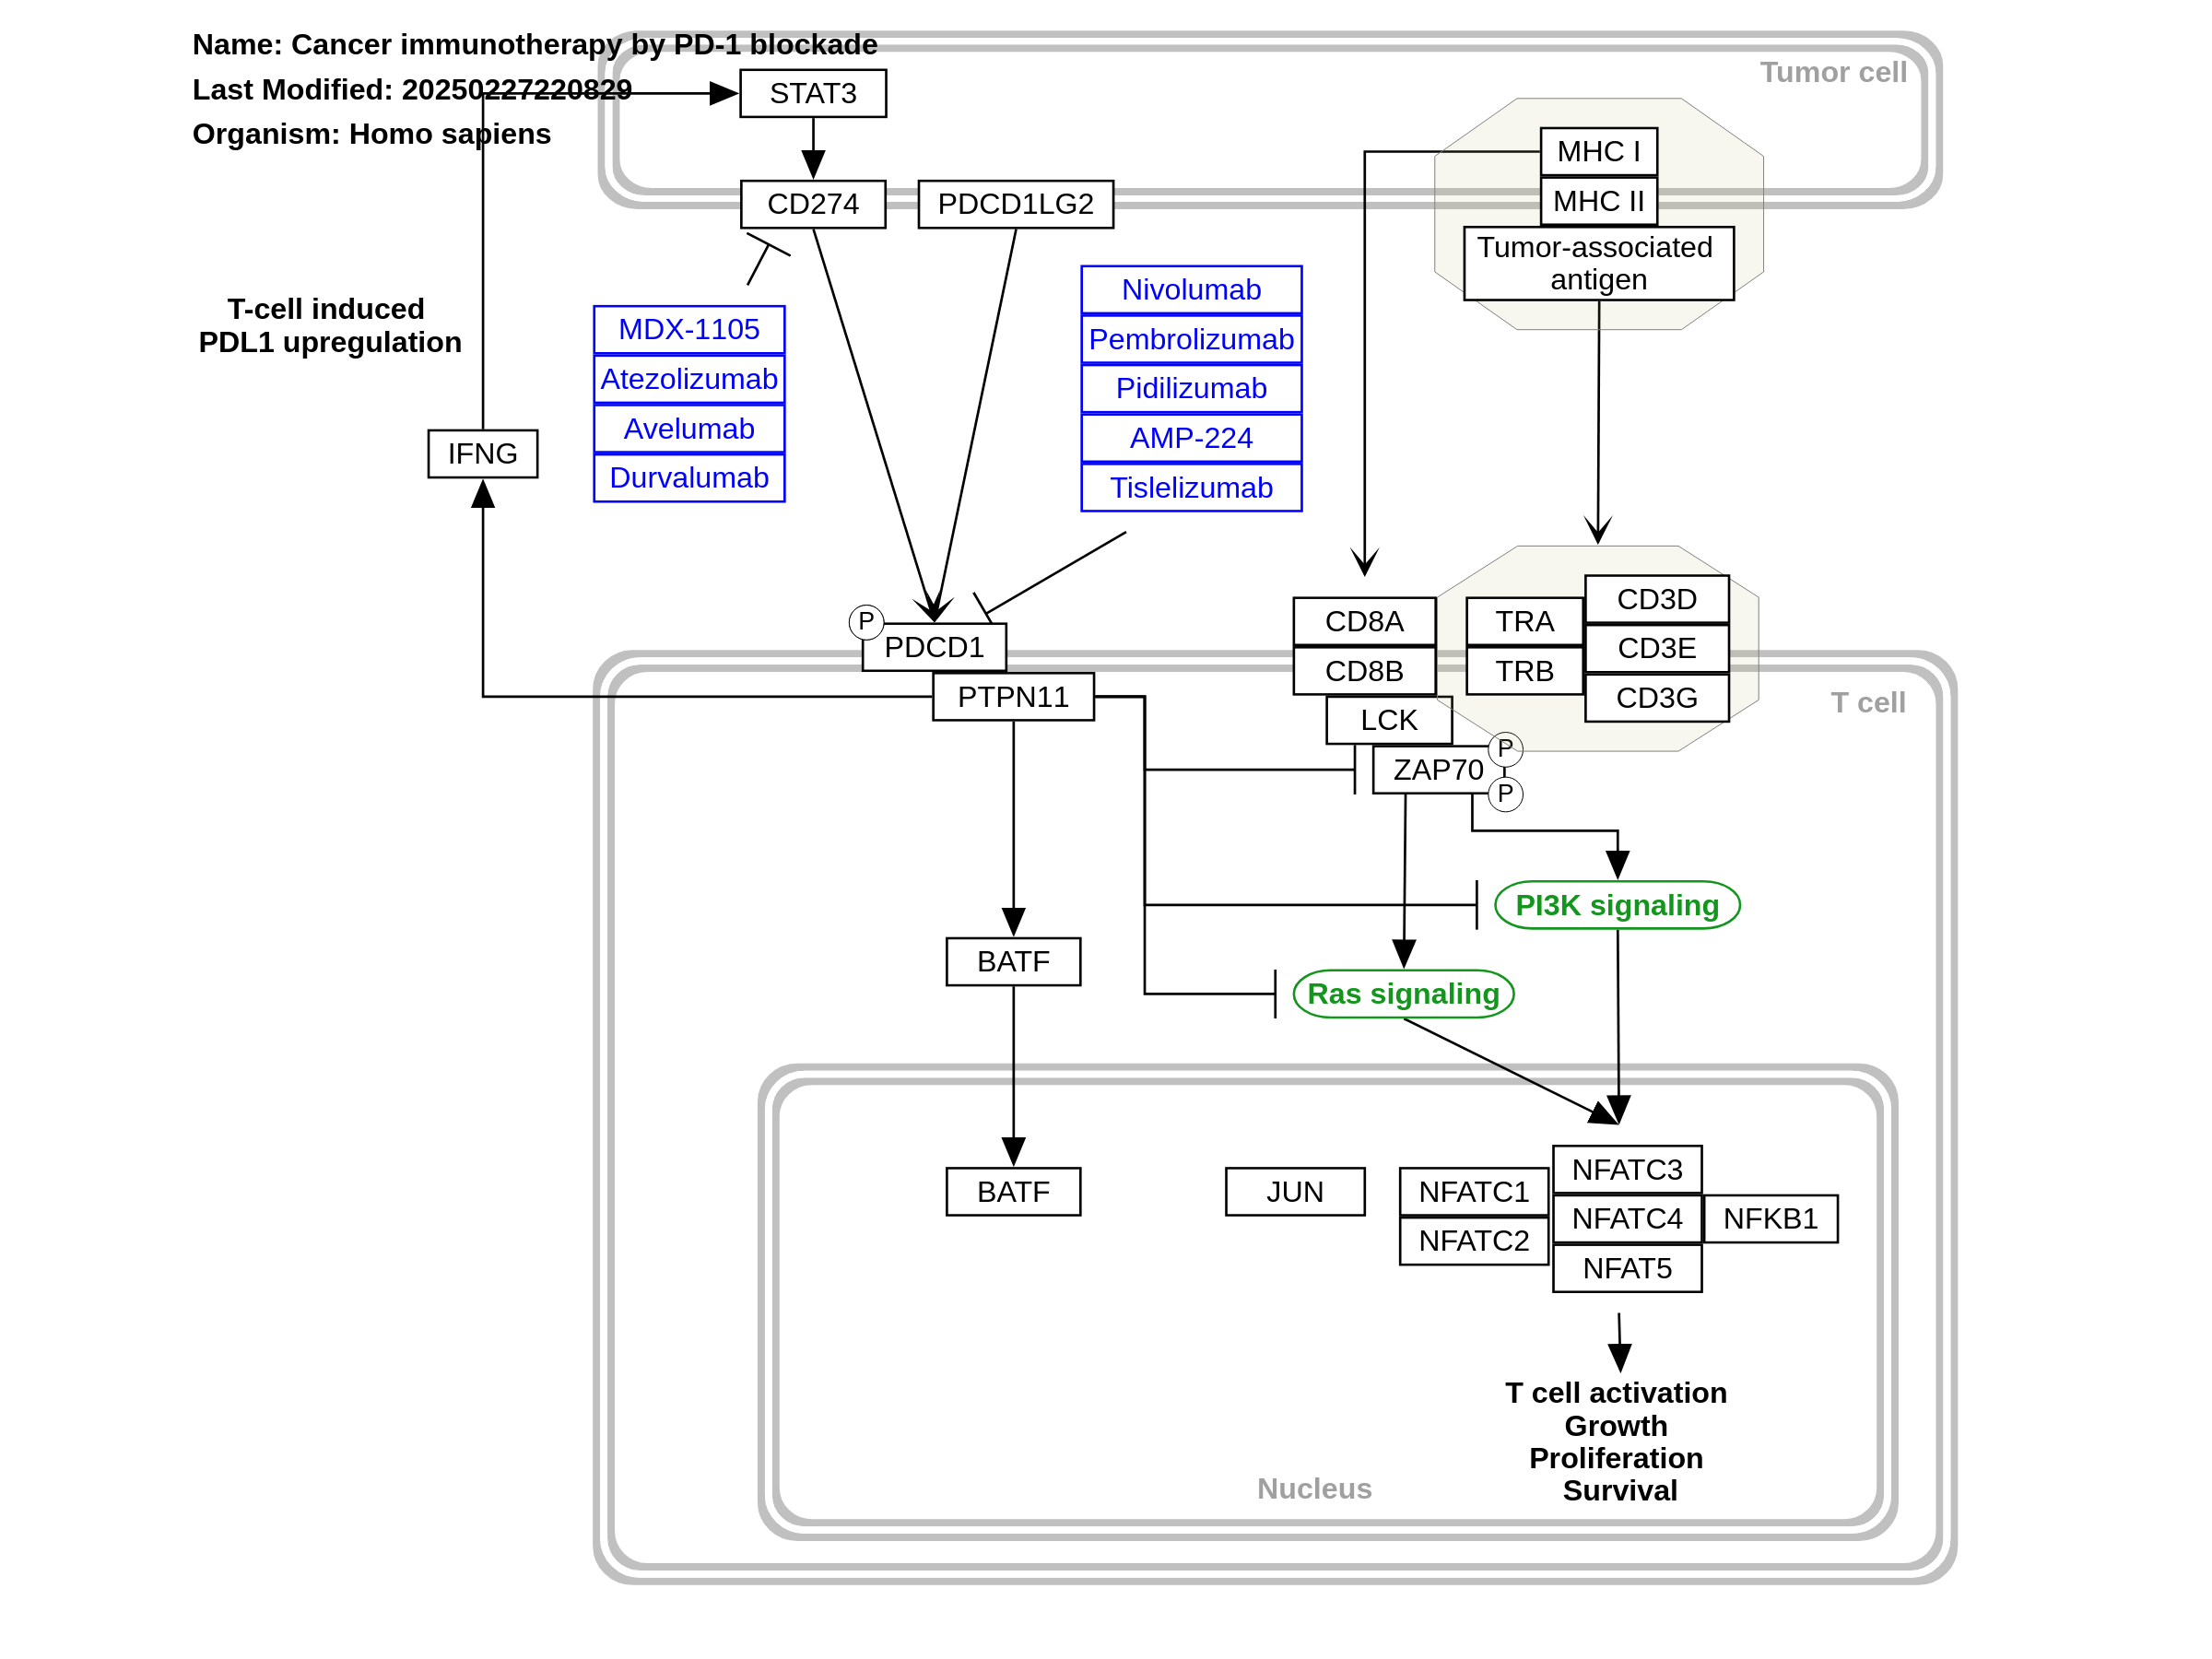 Name: Cancer immunotherapy by PD-1 blockade
Last Modified: 20250227220829
Organism: Homo sapiens
Tumor cell
STAT3
MHC I
MHC II
Tumor-associated
antigen
CD274
PDCD1LG2
T-cell induced
PDL1 upregulation
MDX-1105
Atezolizumab
Avelumab
Durvalumab
Nivolumab
Pembrolizumab
Pidilizumab
AMP-224
Tislelizumab
IFNG
P
PDCD1
PTPN11
CD8A
CD8B
LCK
ZAP70
P
P
TRA
TRB
CD3D
CD3E
CD3G
T cell
PI3K signaling
BATF
Ras signaling
BATF
JUN
NFATC1
NFATC2
NFATC3
NFATC4
NFAT5
NFKB1
T cell activation
Growth
Proliferation
Survival
Nucleus